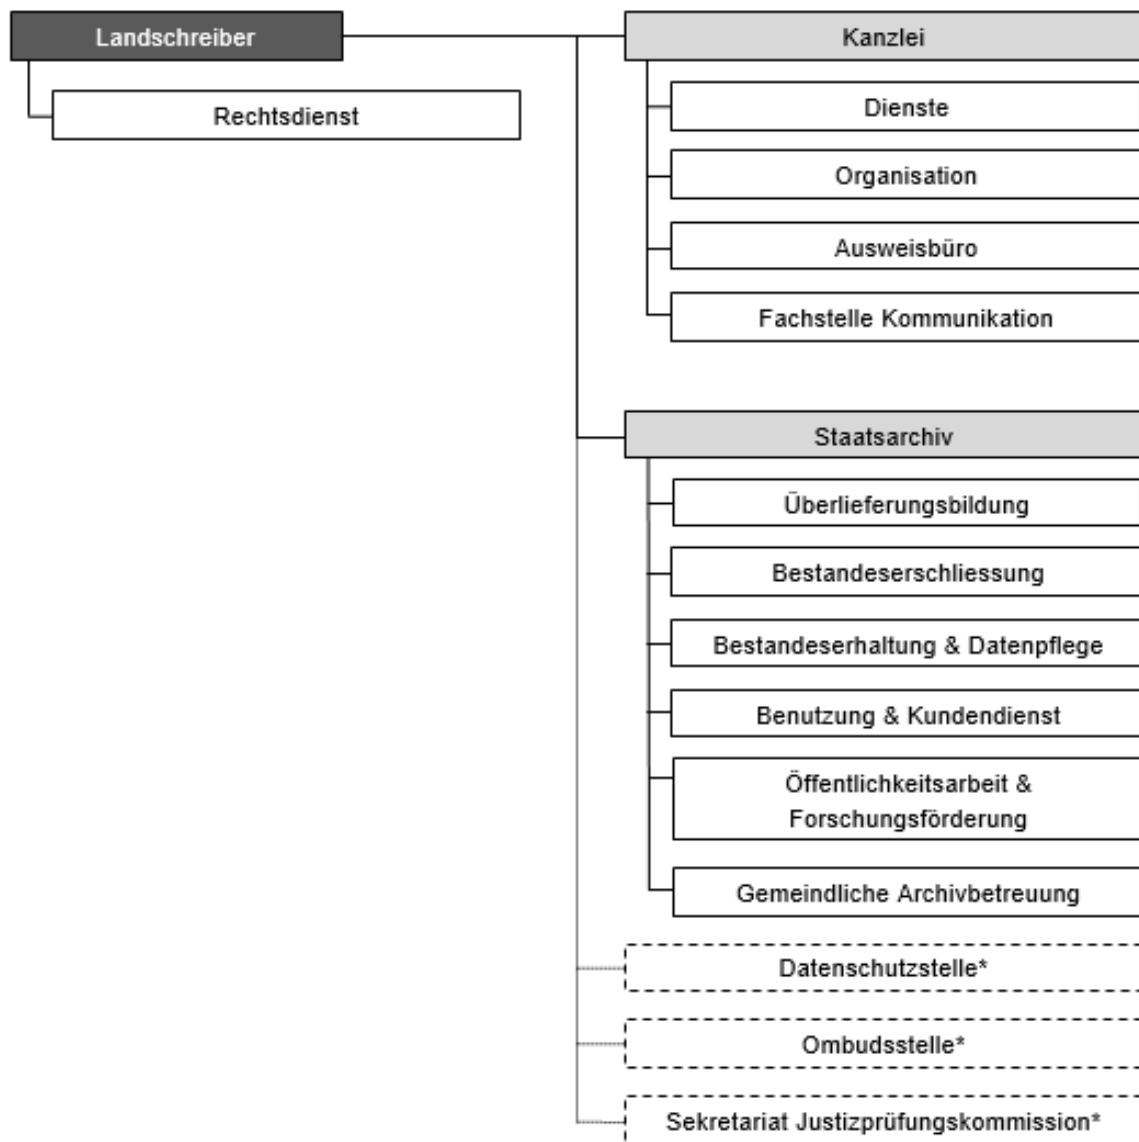 Landschreiber
Rechtsdienst
Kanzlei
Dienste
Organisation
Ausweisbüro
Fachstelle Kommunikation
Staatsarchiv
Überlieferungsbildung
Bestandeserschliessung
Bestandeserhaltung & Datenpflege
Benutzung & Kundendienst
Öffentlichkeitsarbeit &
Forschungsförderung
Gemeindliche Archivbetreuung
Datenschutzstelle*
Ombudsstelle*
Sekretariat Justizprüfungskommission*